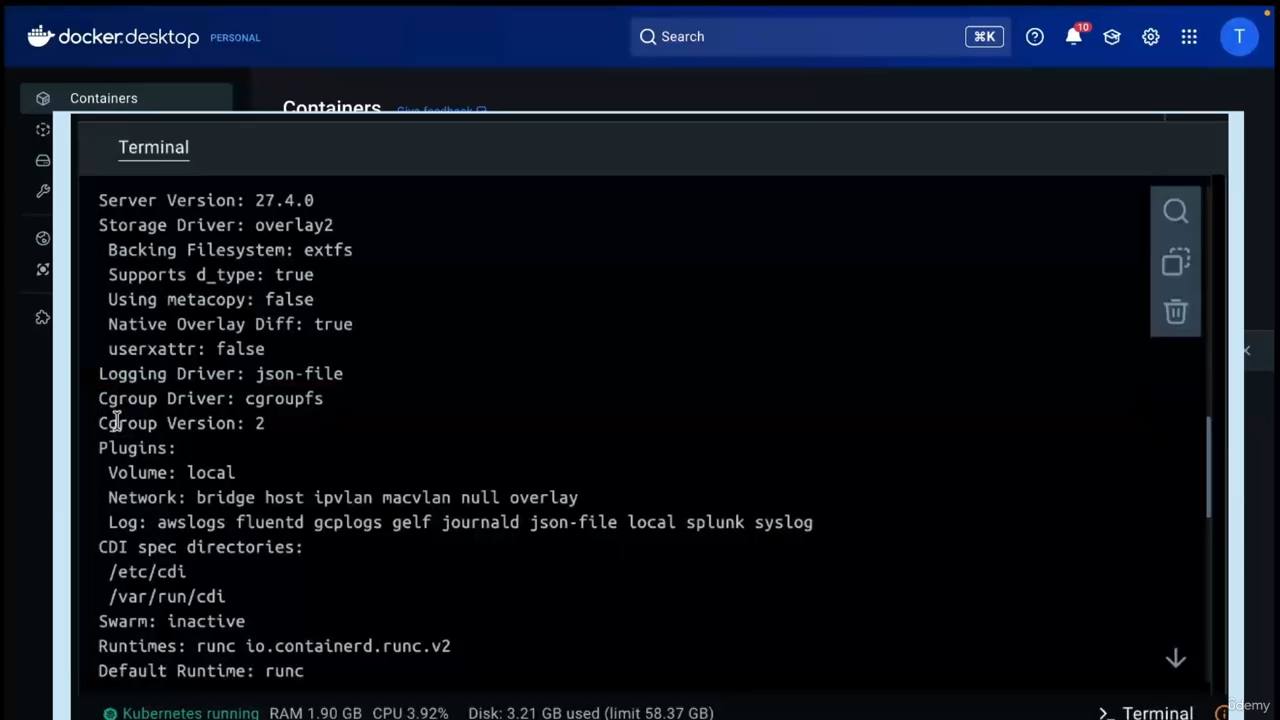 docker.desktop PERSONAL
Search
⌘K
10
T
Containers
Containers Give feedback
Terminal
Server Version: 27.4.0
Storage Driver: overlay2
Backing Filesystem: extfs
Supports d_type: true
Using metacopy: false
Native Overlay Diff: true
userxattr: false
Logging Driver: json-file
Cgroup Driver: cgroupfs
Cgroup Version: 2
Plugins:
Volume: local
Network: bridge host ipvlan macvlan null overlay
Log: awslogs fluentd gcplogs gelf journald json-file local splunk syslog
CDI spec directories:
/etc/cdi
/var/run/cdi
Swarm: inactive
Runtimes: runc io.containerd.runc.v2
Default Runtime: runc
Kubernetes running RAM 1.90 GB CPU 3.92% Disk: 3.21 GB used (limit 58.37 GB)
>_ Terminal
ûdemy